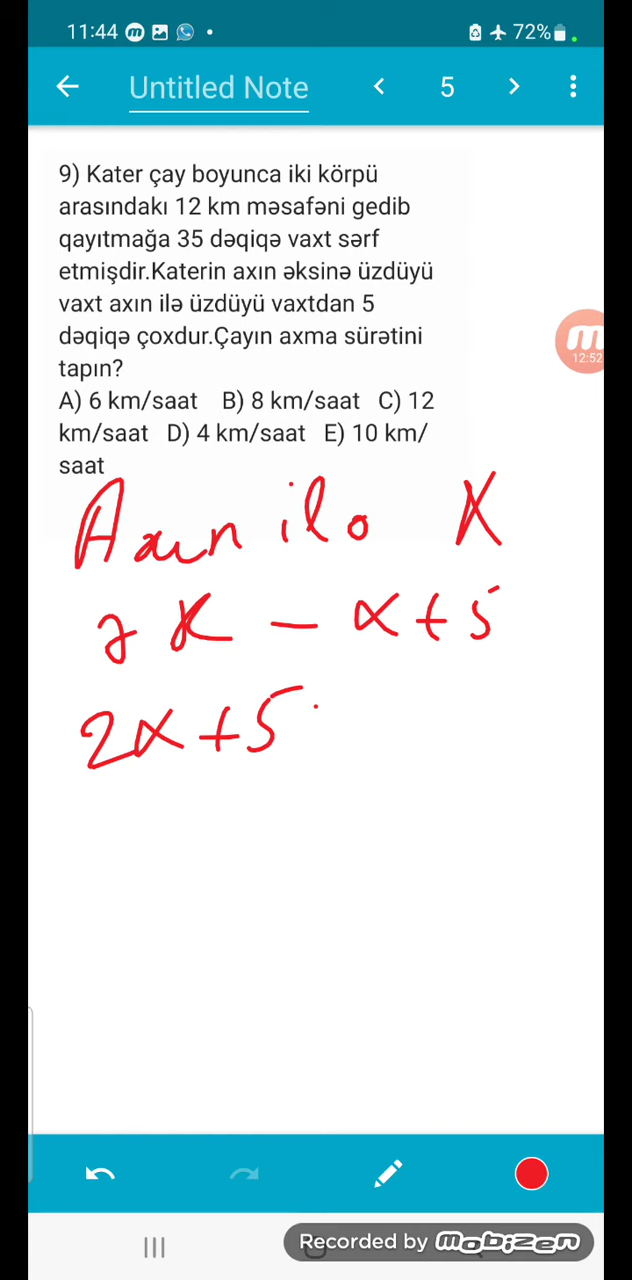 11:44 72%
Untitled Note < 5 >
9) Kater çay boyunca iki körpü
arasındakı 12 km məsafəni gedib
qayıtmağa 35 dəqiqə vaxt sərf
etmişdir.Katerin axın əksinə üzdüyü
vaxt axın ilə üzdüyü vaxtdan 5
dəqiqə çoxdur.Çayın axma sürətini
tapın?
12:52
A) 6 km/saat B) 8 km/saat C) 12
km/saat D) 4 km/saat E) 10 km/
saat
Axın ilə x
əx - x+5
2x+5
Recorded by mobizen